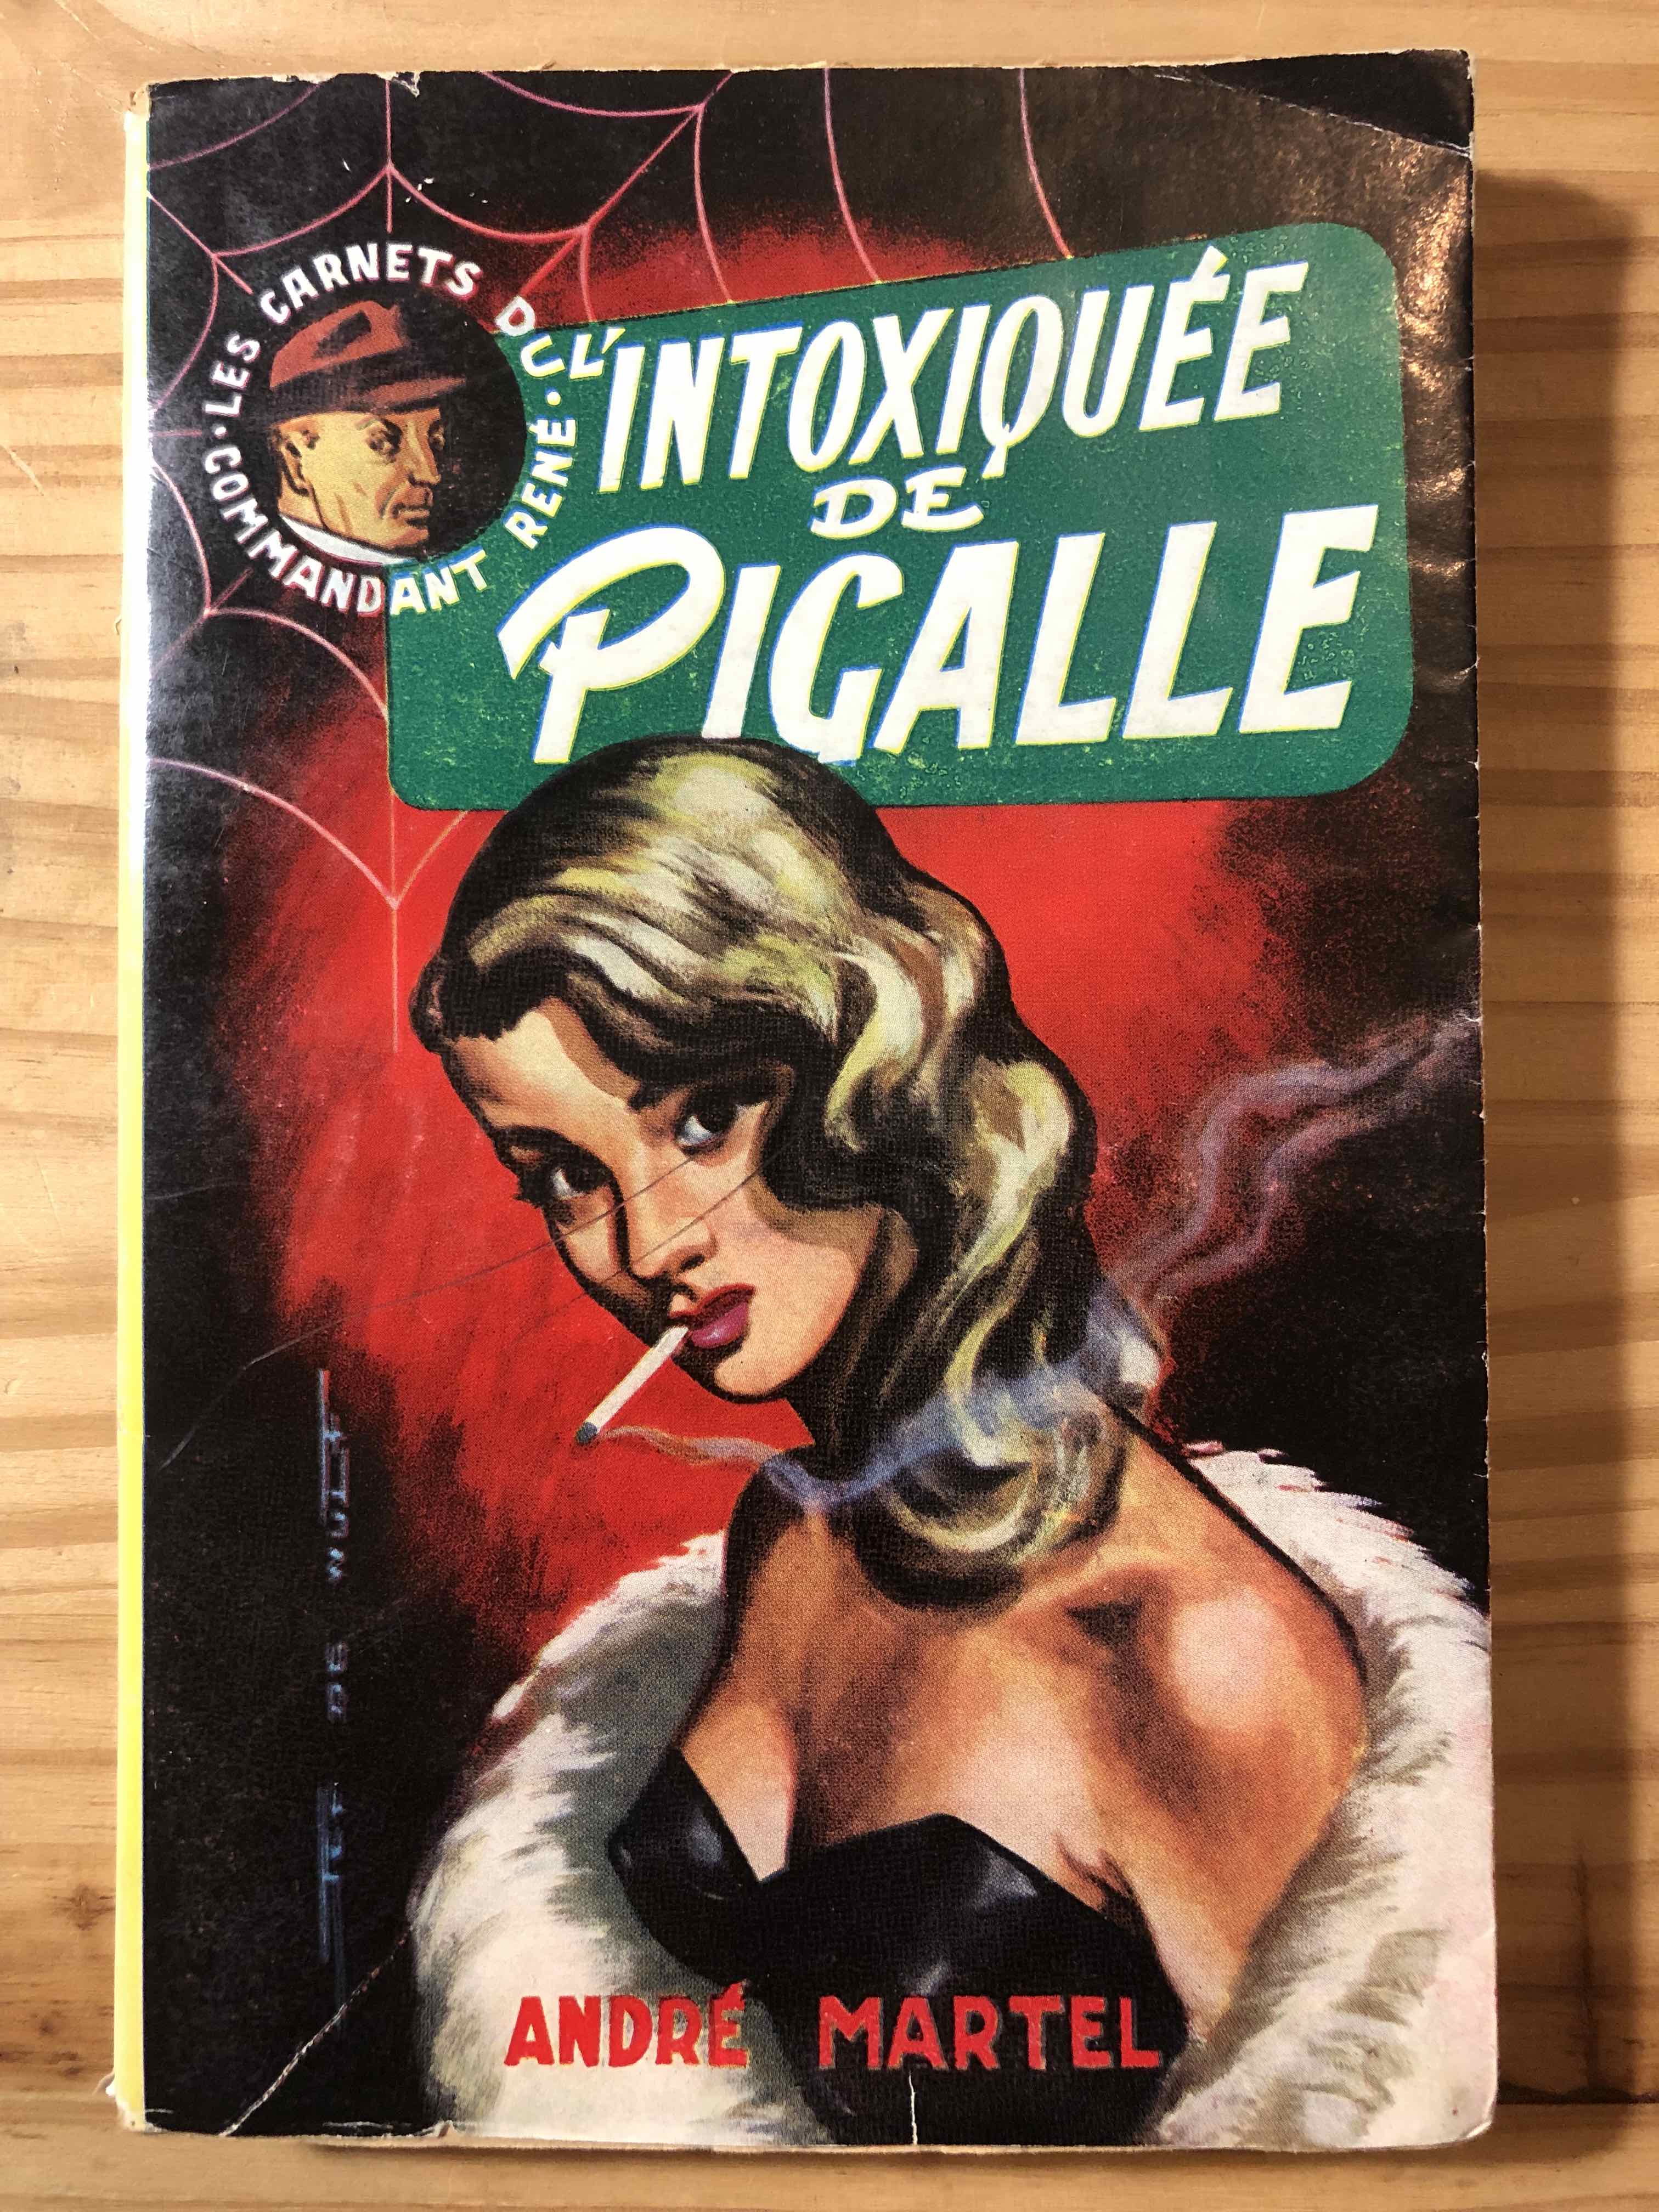 ·LES CARNETS DU·
COMMANDANT RENÉ
L'INTOXIQUÉE
DE
PIGALLE
ANDRÉ MARTEL